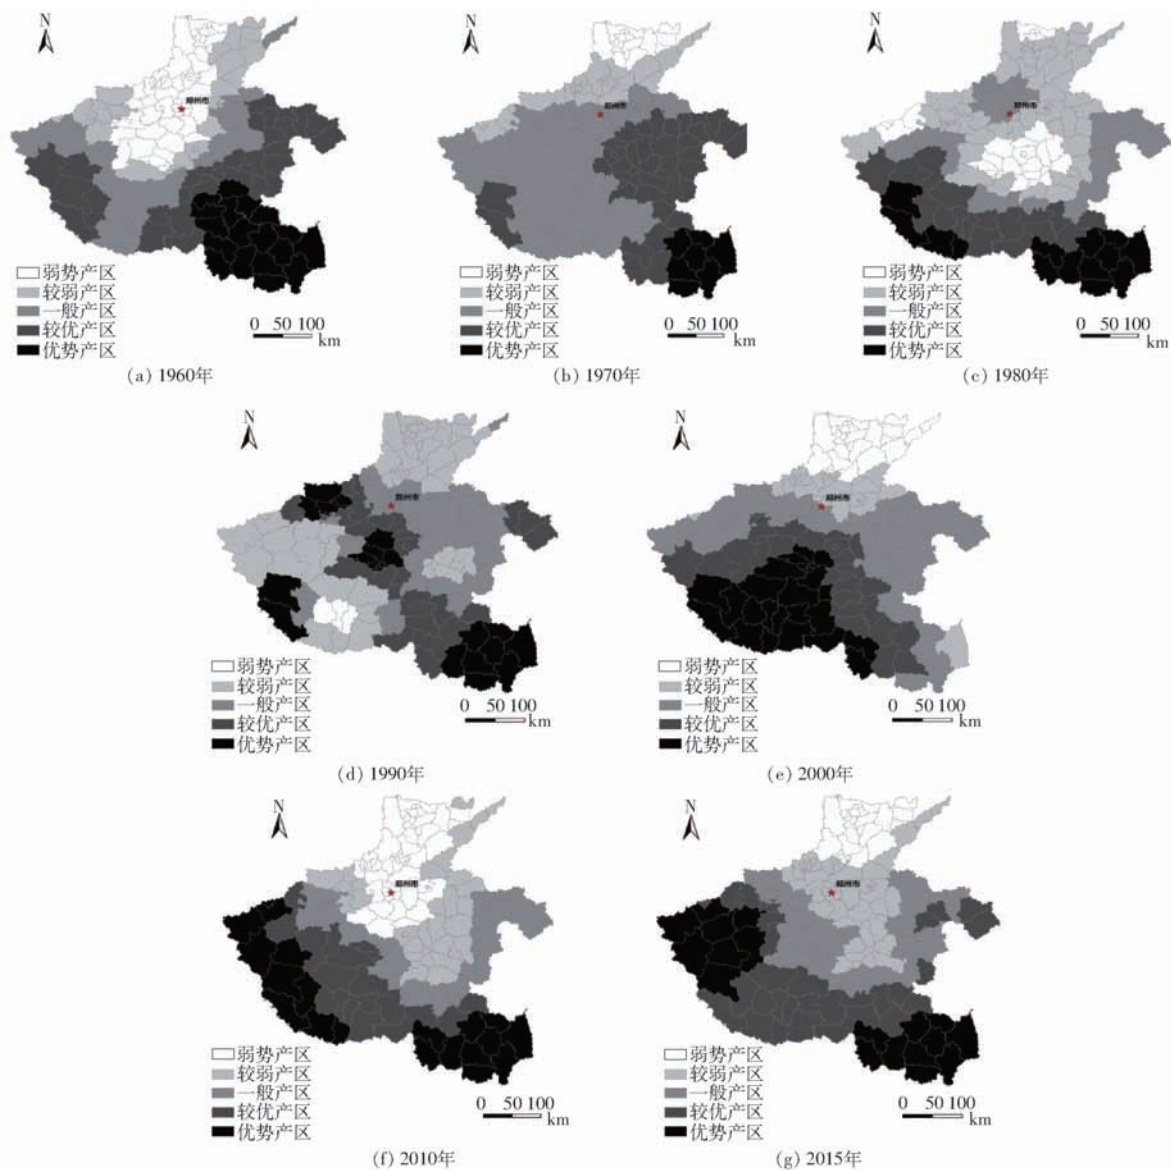 N
郑州市
弱势产区
较弱产区
一般产区
较优产区
优势产区
0 50 100
km
(a) 1960年
N
郑州市
弱势产区
较弱产区
一般产区
较优产区
优势产区
0 50 100
km
(b) 1970年
N
郑州市
弱势产区
较弱产区
一般产区
较优产区
优势产区
0 50 100
km
(c) 1980年
N
郑州市
弱势产区
较弱产区
一般产区
较优产区
优势产区
0 50 100
km
(d) 1990年
N
郑州市
弱势产区
较弱产区
一般产区
较优产区
优势产区
0 50 100
km
(e) 2000年
N
郑州市
弱势产区
较弱产区
一般产区
较优产区
优势产区
0 50 100
km
(f) 2010年
N
郑州市
弱势产区
较弱产区
一般产区
较优产区
优势产区
0 50 100
km
(g) 2015年